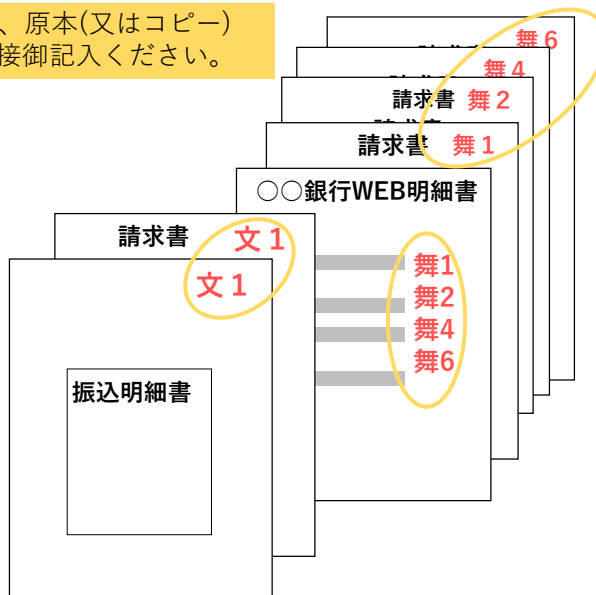 、原本(又はコピー)
接御記入ください。
舞6
舞4
請求書 舞2
請求書 舞1
○○銀行WEB明細書
請求書 文1
文1
舞1
舞2
舞4
舞6
振込明細書